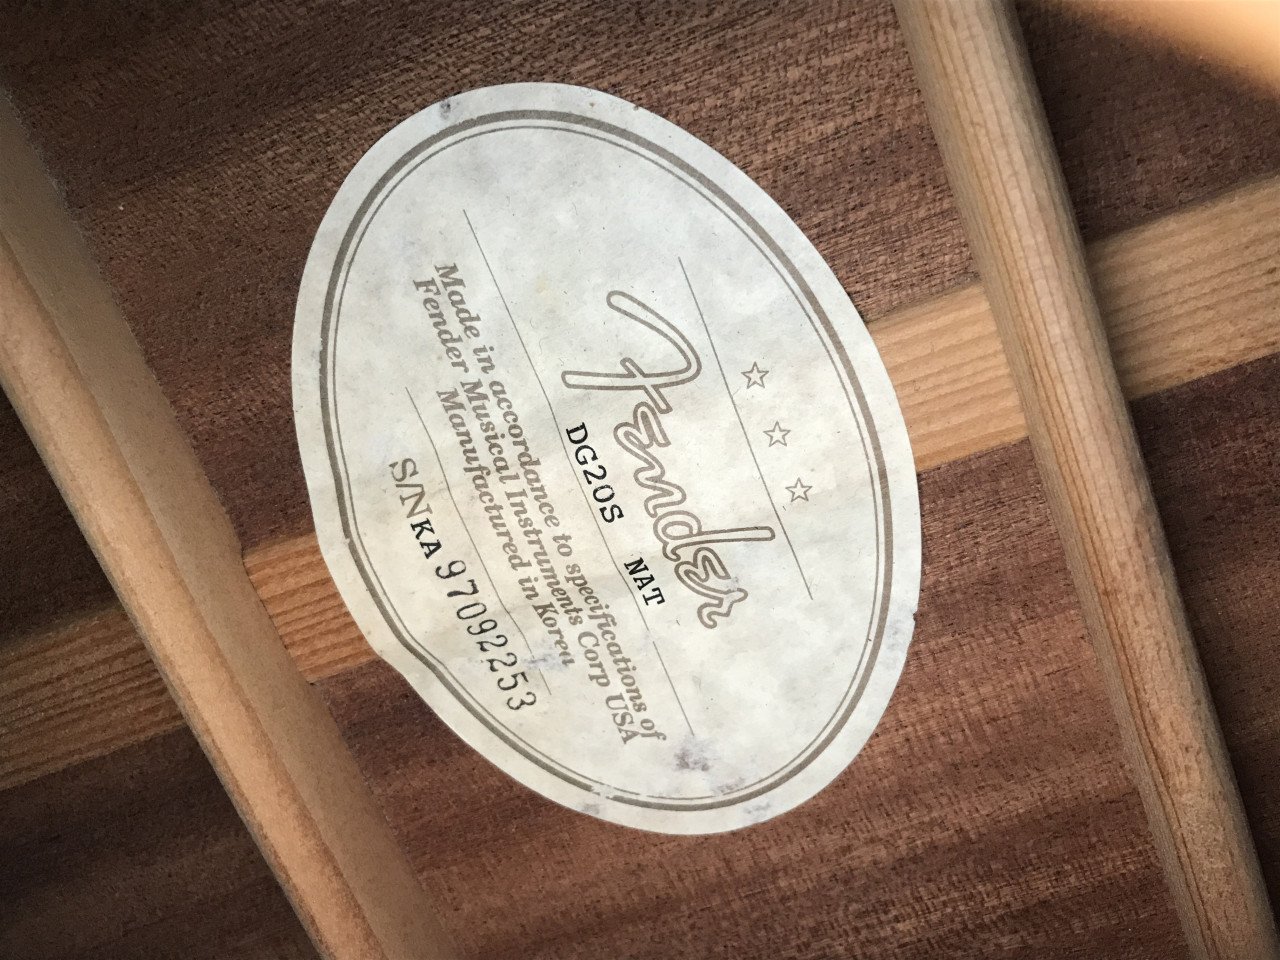 Fender
DG20S NAT
Made in accordance to specifications of
Fender Musical Instruments Corp USA
Manufactured in Korea
S/N KA 97092253